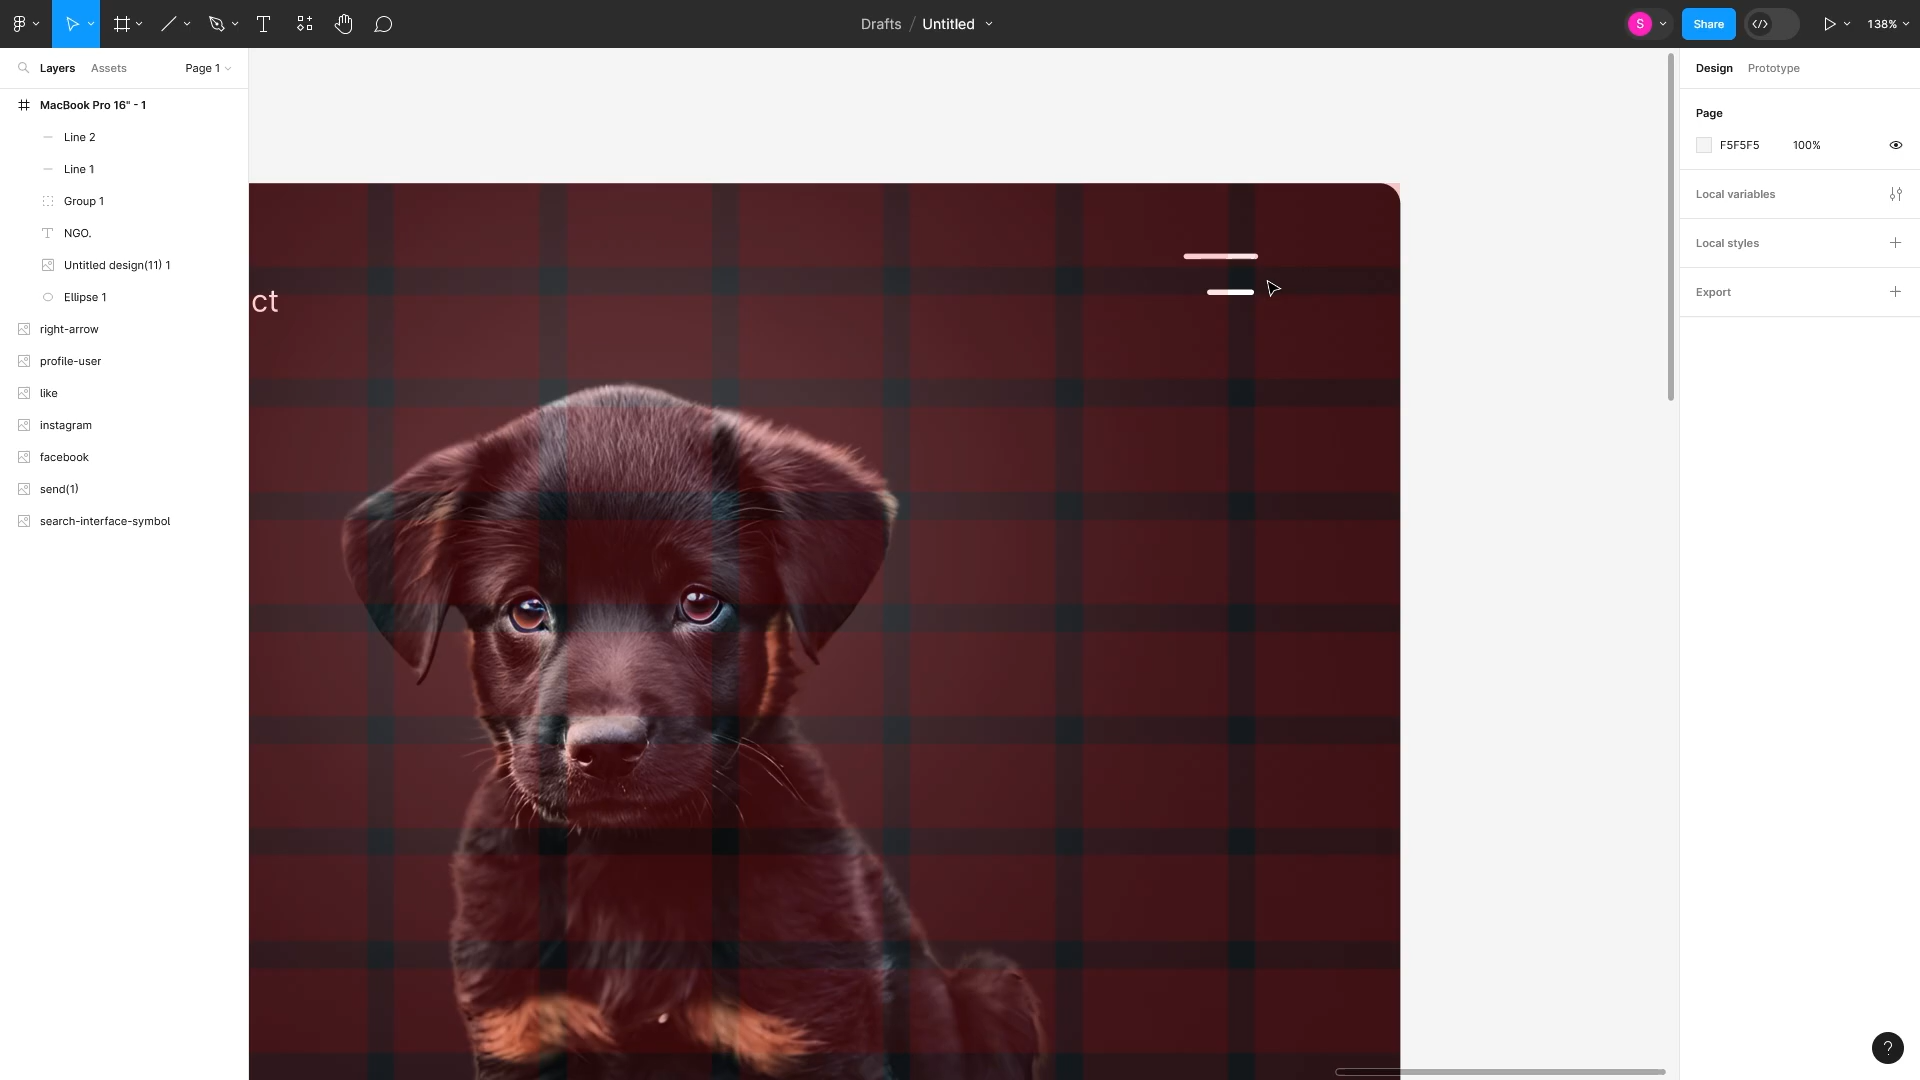 Drafts / Untitled
S
Share
138%
Layers
Assets
Page 1
MacBook Pro 16" - 1
Line 2
Line 1
Group 1
NGO.
Untitled design(11) 1
Ellipse 1
right-arrow
profile-user
like
instagram
facebook
send(1)
search-interface-symbol
ct
Design
Prototype
Page
F5F5F5
100%
Local variables
Local styles
Export
?